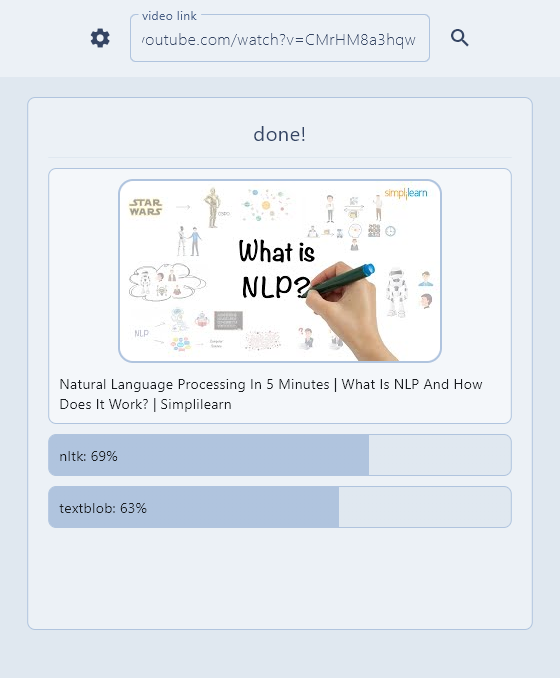 video link
youtube.com/watch?v=CMrHM8a3hqw
done!
STAR
WARS
simplilearn
What is
NLP?
NLP
Natural Language Processing In 5 Minutes | What Is NLP And How
Does It Work? | Simplilearn
nltk: 69%
textblob: 63%